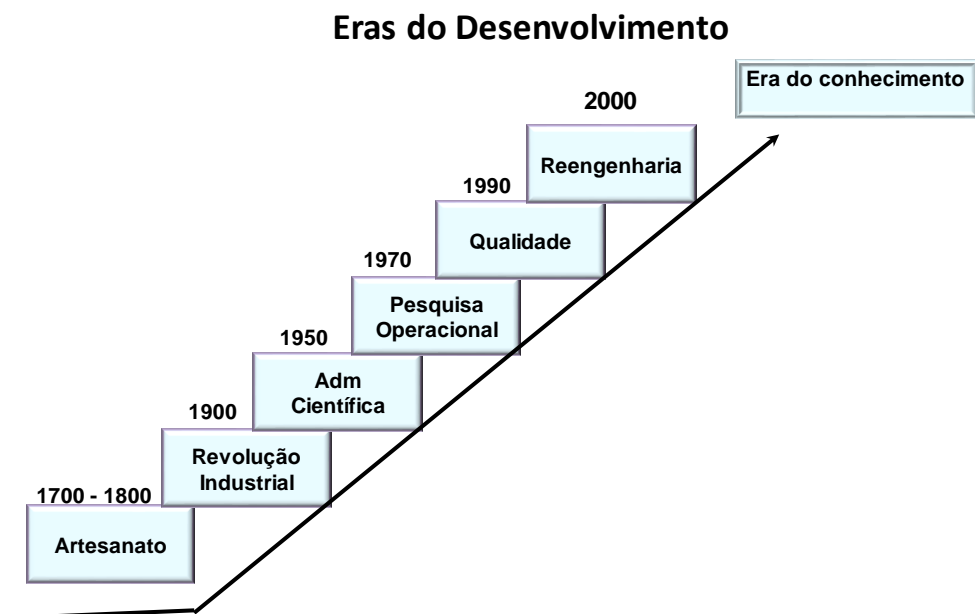 Eras do Desenvolvimento
Era do conhecimento
2000
Reengenharia
1990
Qualidade
1970
Pesquisa
Operacional
1950
Adm
Científica
1900
Revolução
Industrial
1700 - 1800
Artesanato